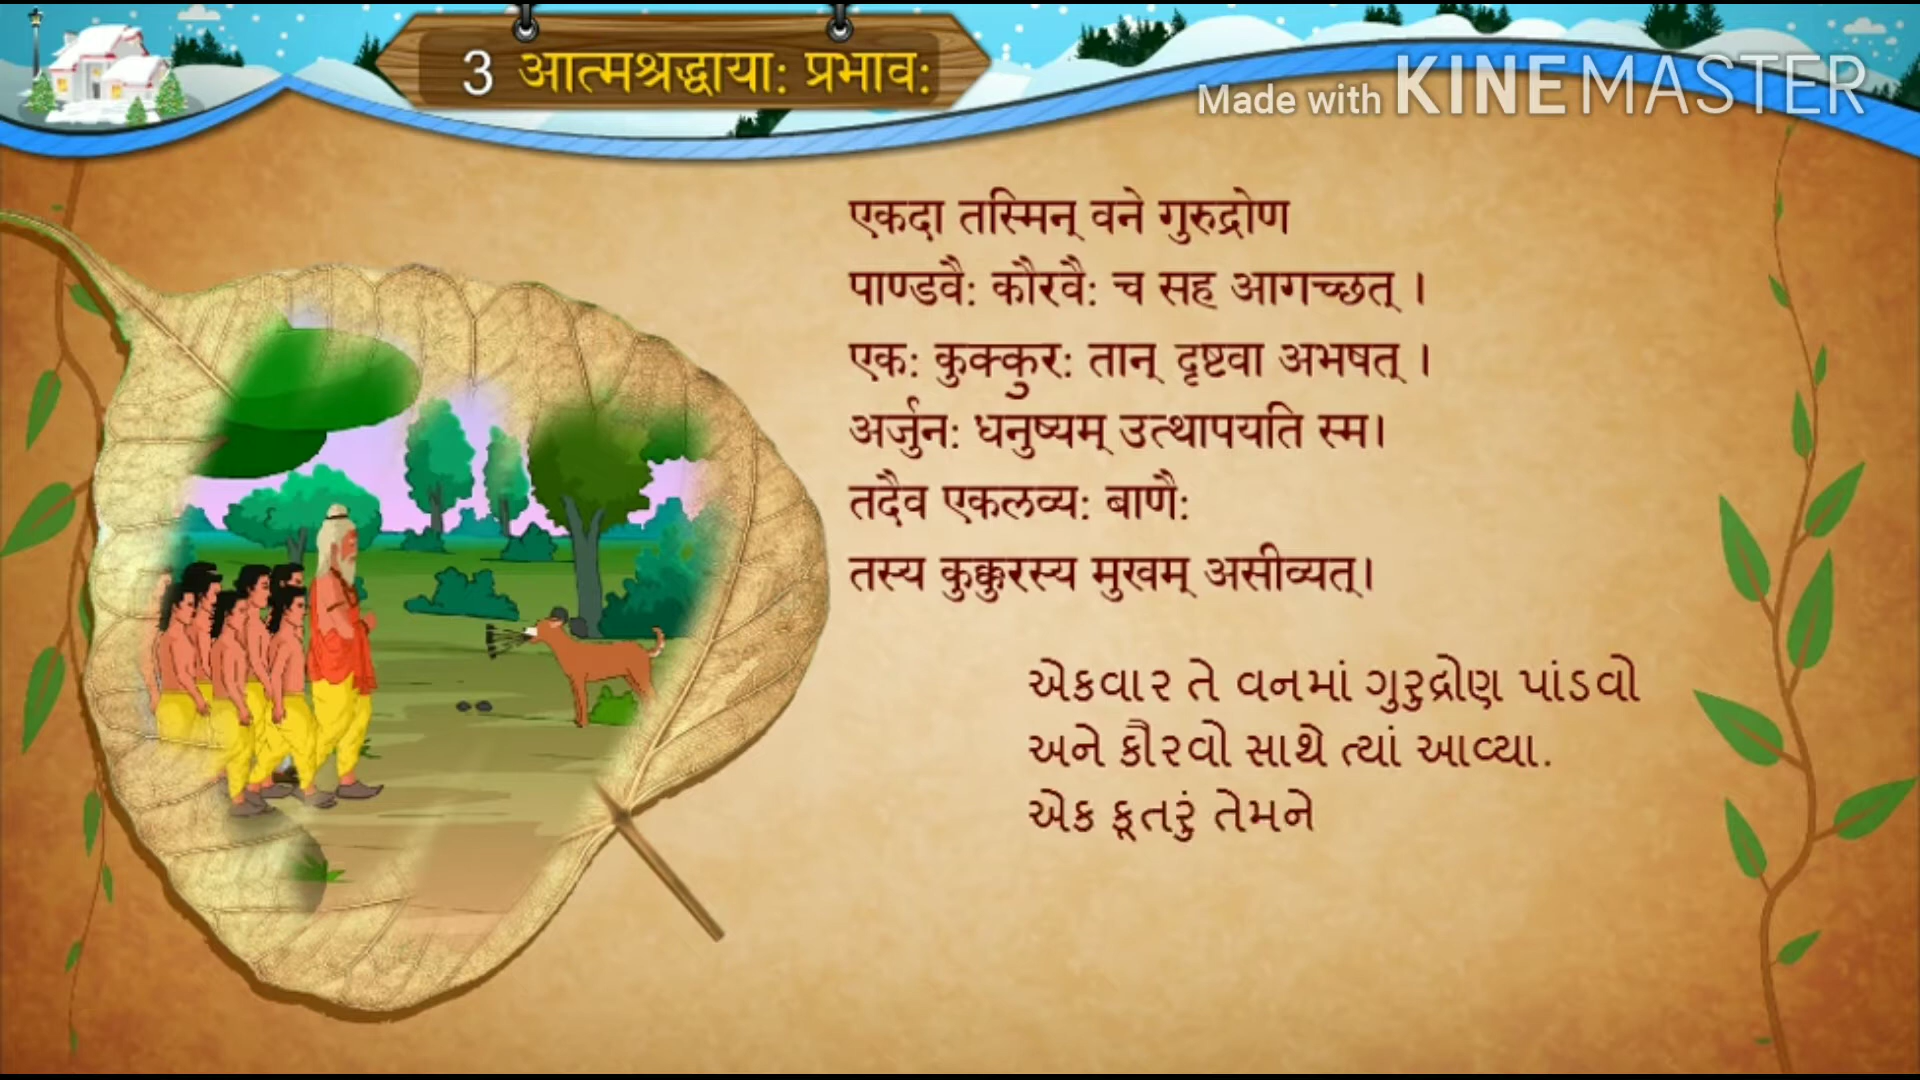 3 आत्मश्रद्धायाः प्रभावः
Made with KINEMASTER
एकदा तस्मिन् वने गुरुद्रोण
पाण्डवैः कौरवैः च सह आगच्छत् ।
एकः कुक्कुरः तान् दृष्टवा अभषत् ।
अर्जुनः धनुष्यम् उत्थापयति स्म।
तदैव एकलव्यः बाणैः
तस्य कुक्कुरस्य मुखम् असीव्यत्।
એકવાર તે વનમાં ગુરુદ્રોણ પાંડવો
અને કૌરવો સાથે ત્યાં આવ્યા.
એક કૂતરું તેમને